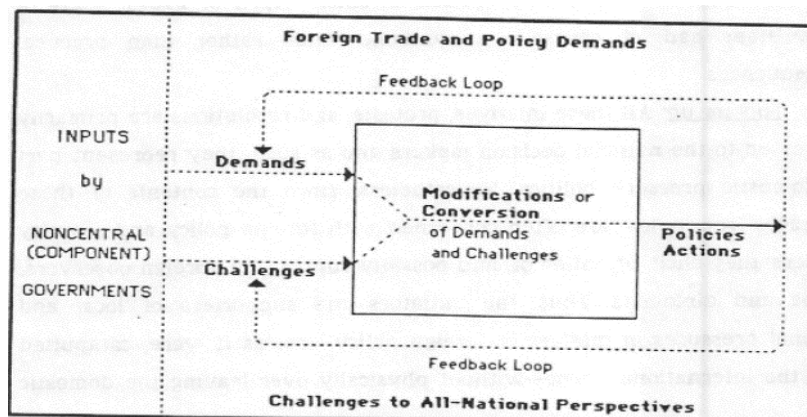 Foreign Trade and Policy Demands
Feedback Loop
INPUTS
by
NONCENTRAL
(COMPONENT)
GOVERNMENTS
Demands
Challenges
Modifications or
Conversion
of Demands
and Challenges
Policies
Actions
Feedback Loop
Challenges to All-National Perspectives